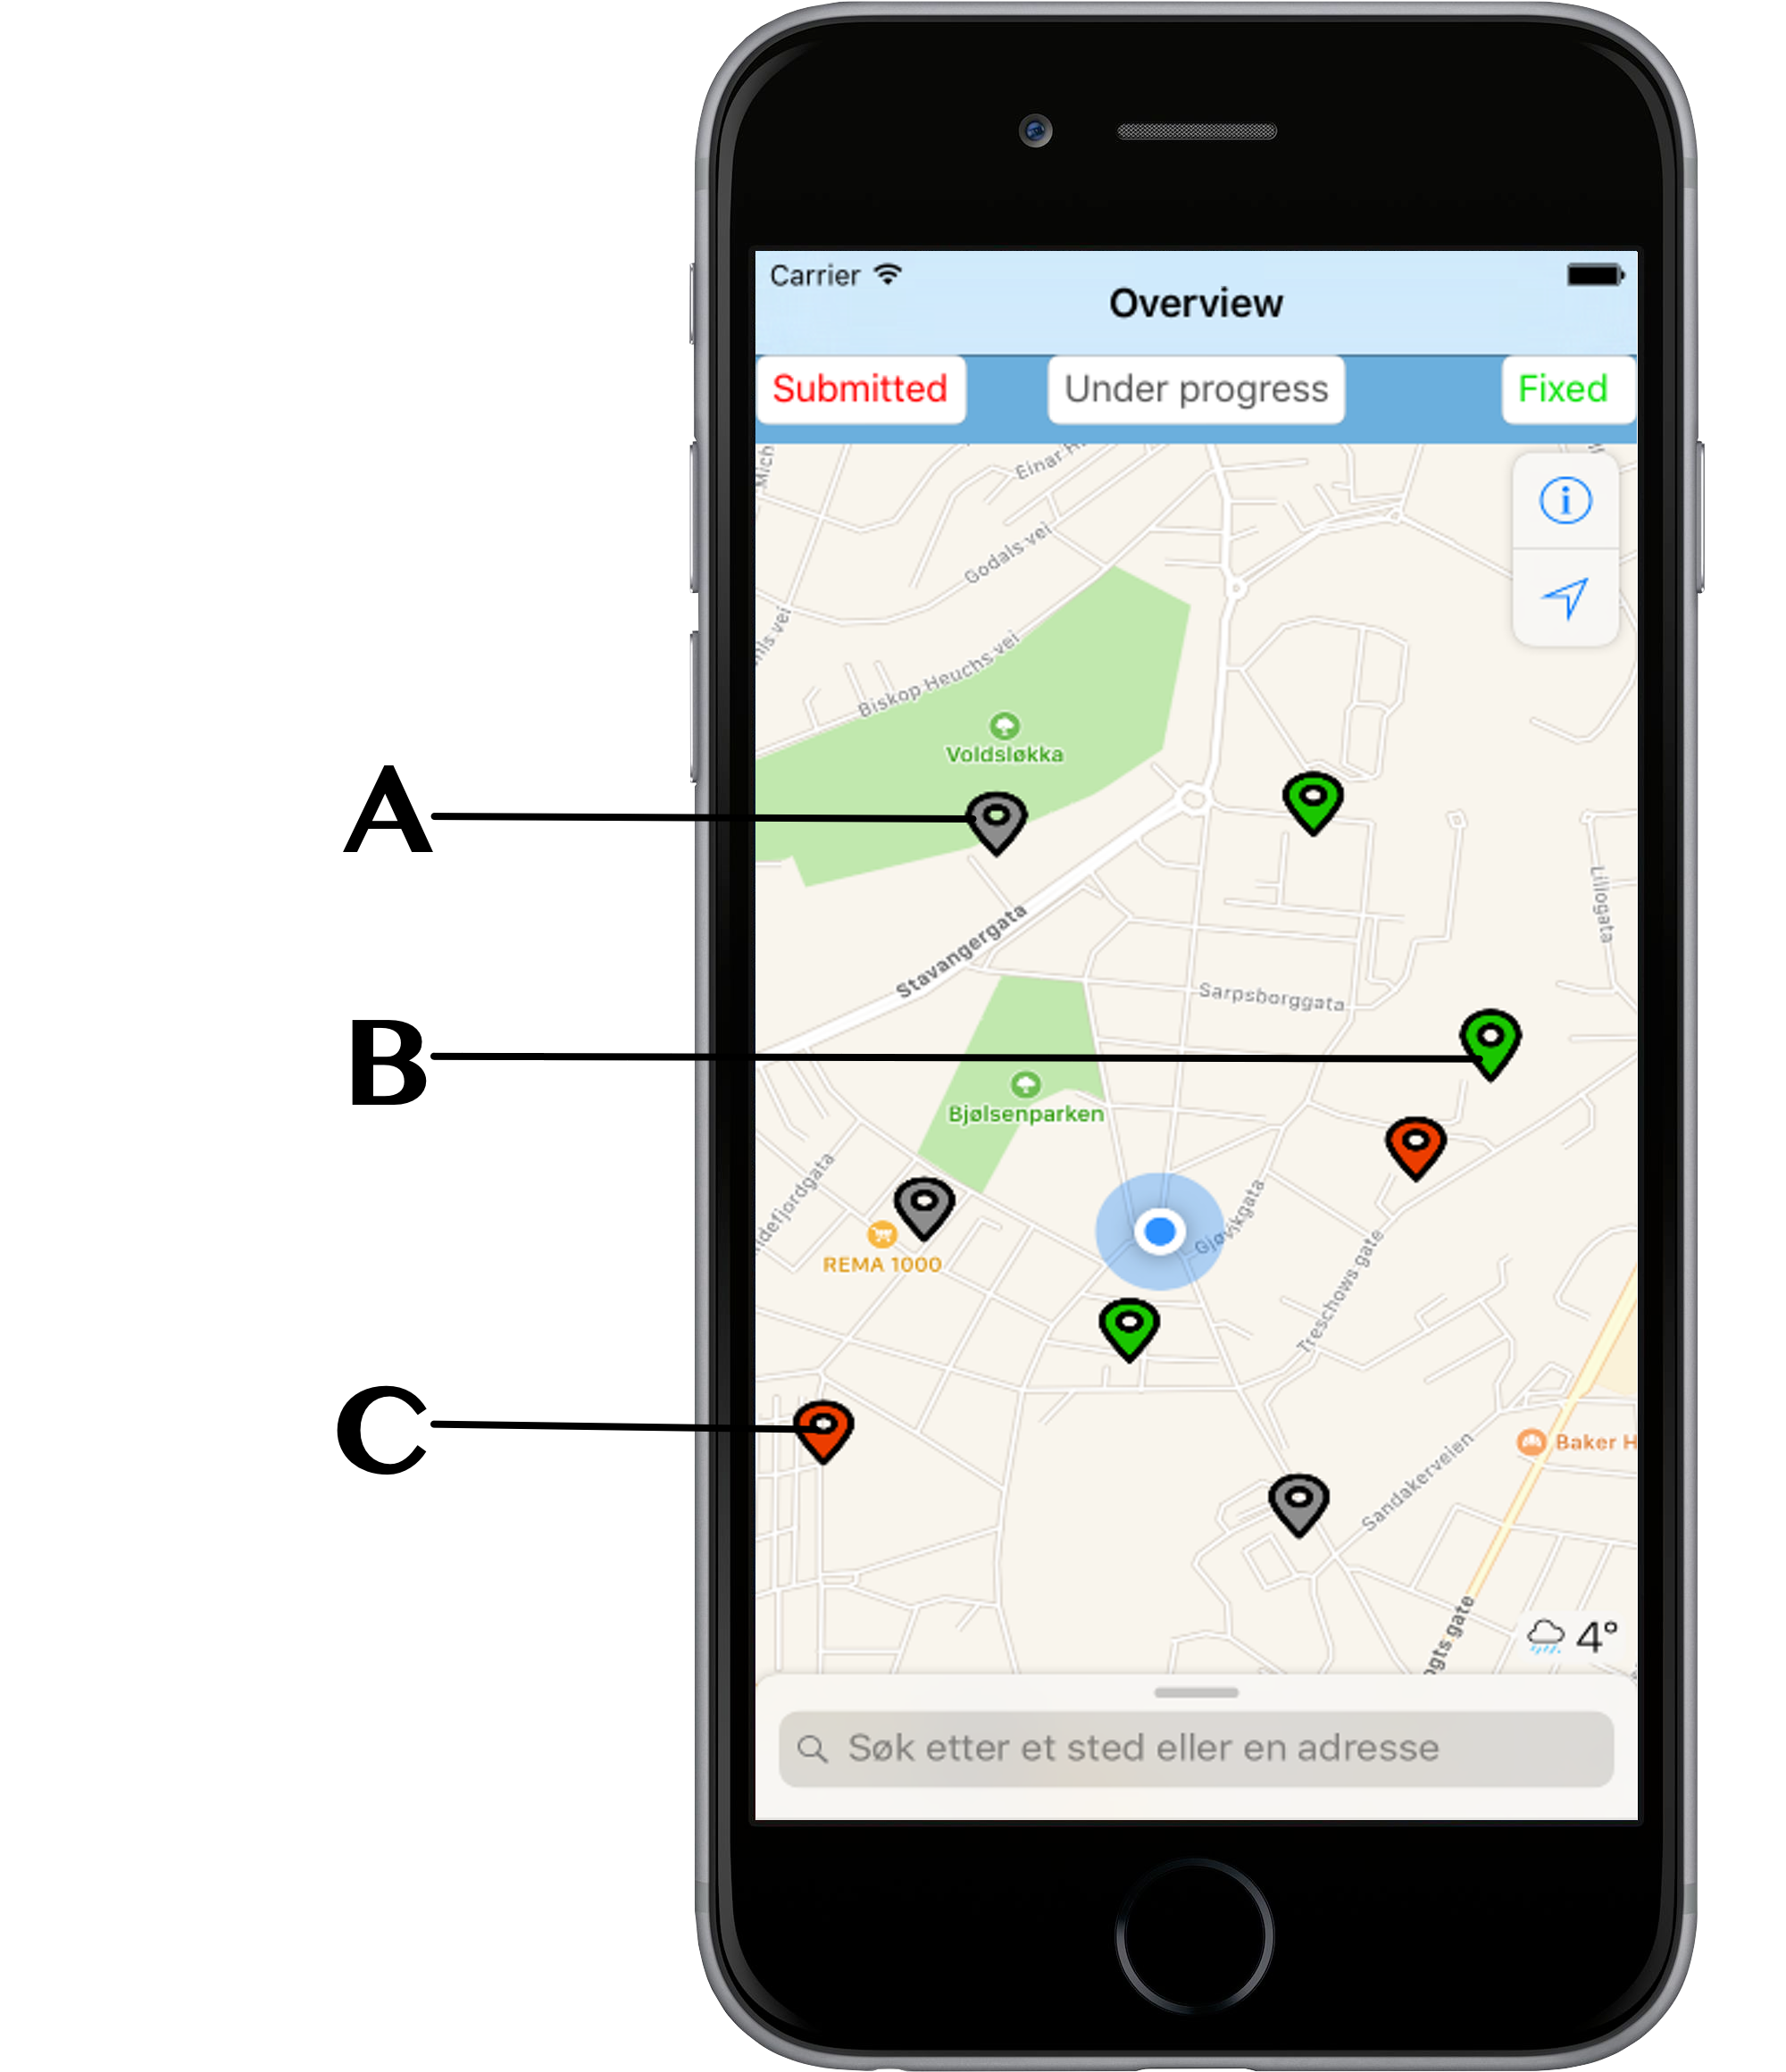 Carrier
Overview
Submitted
Under progress
Fixed
Einar
Godals vei
Biskop Heuchs vei
Voldsløkka
A
Lillogata
Stavangergata
Sarpsborggata
B
Bjølsenparken
Gjøvikgata
REMA 1000
Treschows gate
C
Baker H
Sandakerveien
gate
4°
Søk etter et sted eller en adresse